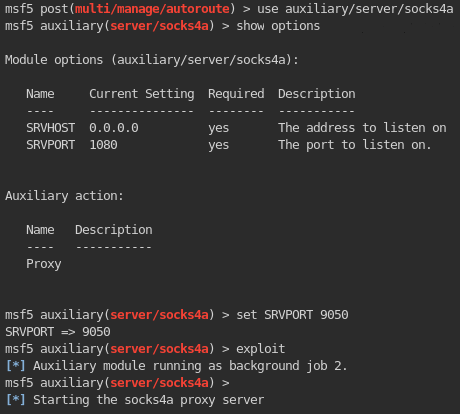 msf5 post(multi/manage/autoroute) > use auxiliary/server/socks4a
msf5 auxiliary(server/socks4a) > show options
Module options (auxiliary/server/socks4a):
Name Current Setting Required Description
---- --------------- -------- -----------
SRVHOST 0.0.0.0 yes The address to listen on
SRVPORT 1080 yes The port to listen on.
Auxiliary action:
Name Description
---- -----------
Proxy
msf5 auxiliary(server/socks4a) > set SRVPORT 9050
SRVPORT => 9050
msf5 auxiliary(server/socks4a) > exploit
[*] Auxiliary module running as background job 2.
msf5 auxiliary(server/socks4a) >
[*] Starting the socks4a proxy server